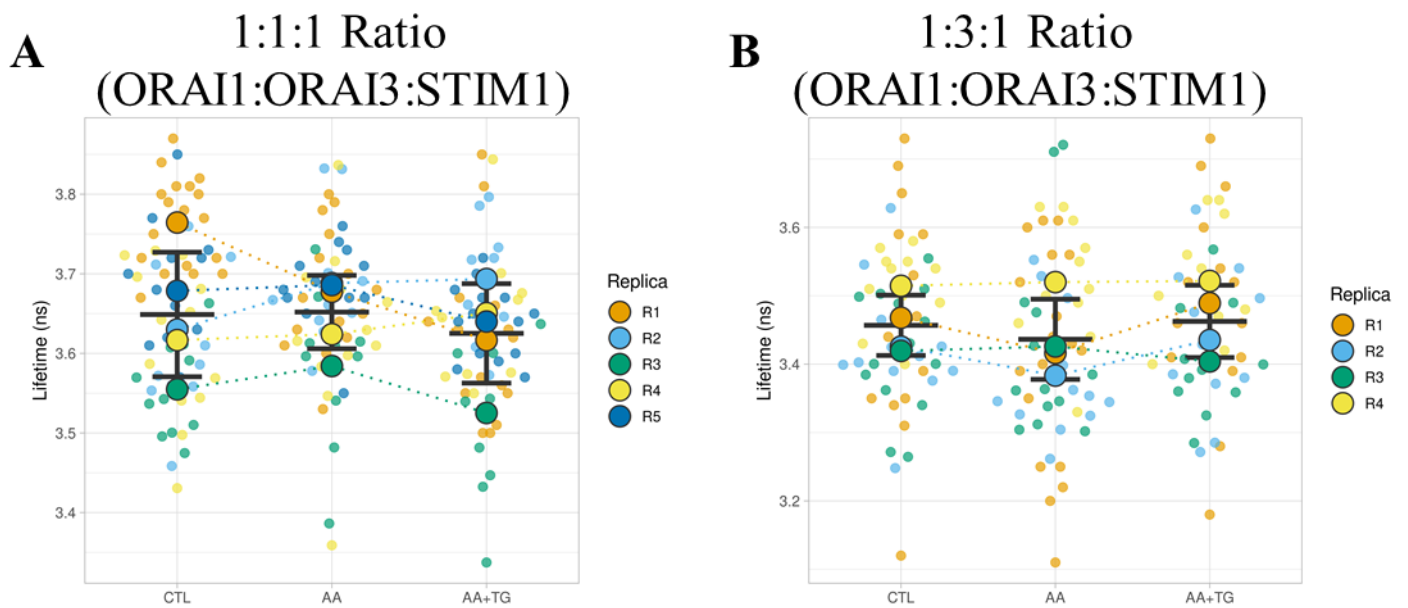 A
1:1:1 Ratio
(ORAI1:ORAI3:STIM1)
Lifetime (ns)
3.8
3.7
3.6
3.5
3.4
CTL
AA
AA+TG
Replica
R1
R2
R3
R4
R5
B
1:3:1 Ratio
(ORAI1:ORAI3:STIM1)
Lifetime (ns)
3.6
3.4
3.2
CTL
AA
AA+TG
Replica
R1
R2
R3
R4